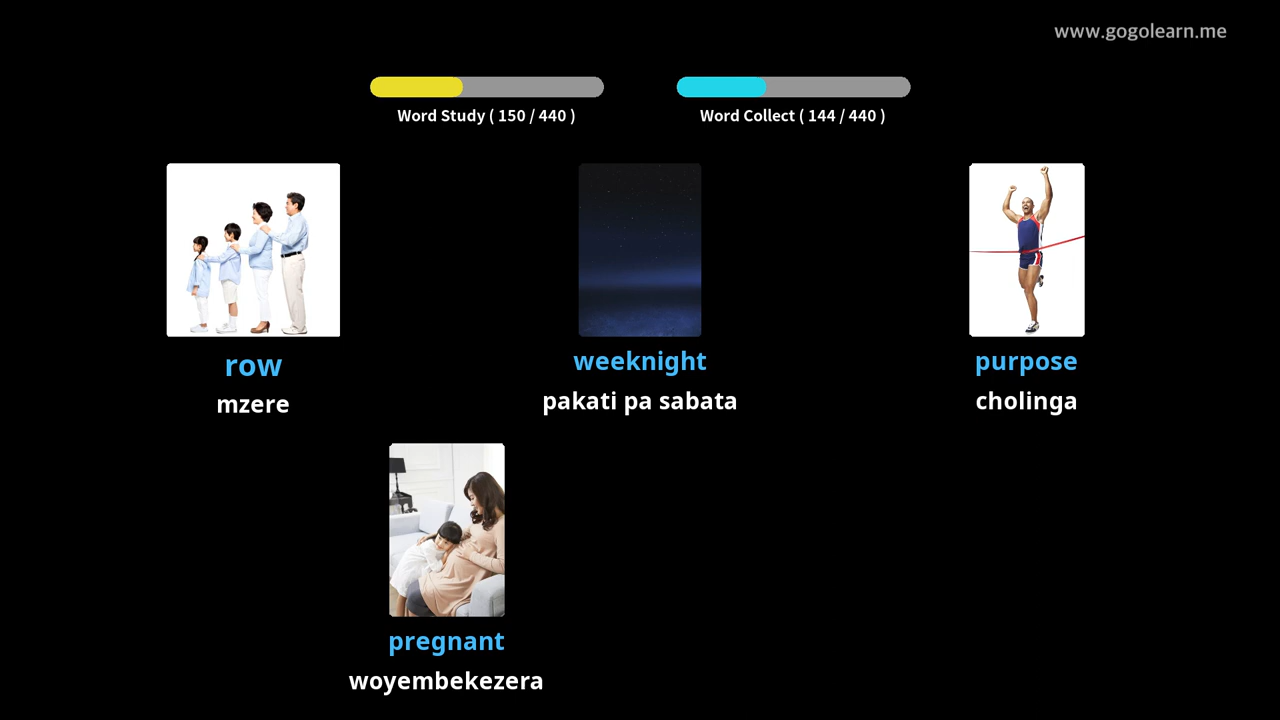 www.gogolearn.me
Word Study ( 150 / 440 )
Word Collect ( 144 / 440 )
row
mzere
weeknight
pakati pa sabata
purpose
cholinga
pregnant
woyembekezera